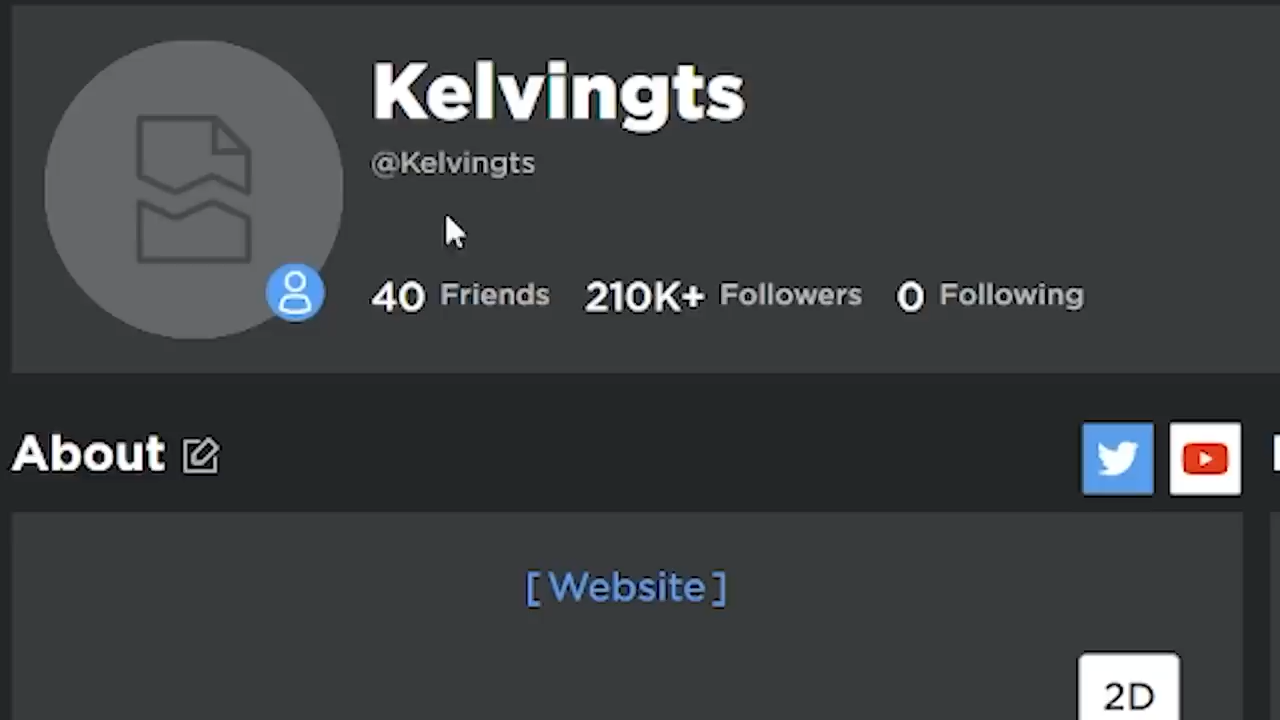 Kelvingts
@Kelvingts
40 Friends 210K+ Followers 0 Following
About
[ Website ]
2D